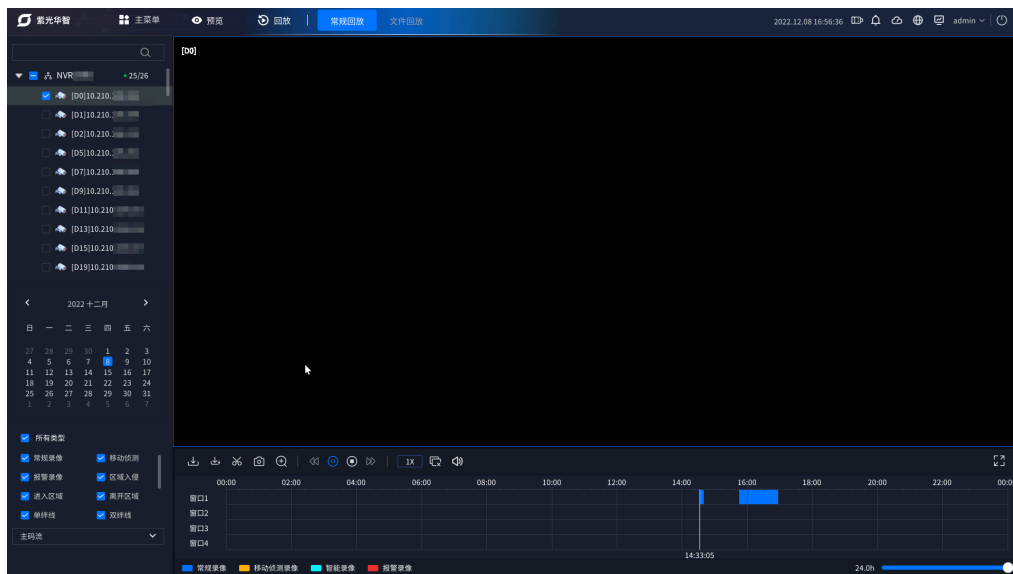 紫光华智 主菜单 预览 回放 常规回放 文件回放 2022.12.08 16:56:36 admin
[D0]
NVR 25/26
[D0]10.210.
[D1]10.210.
[D2]10.210.
[D5]10.210.
[D7]10.210.
[D9]10.210.
[D11]10.210
[D13]10.210
[D15]10.210
[D19]10.210
2022 十二月
日 一 二 三 四 五 六
27 28 29 30 1 2 3
4 5 6 7 8 9 10
11 12 13 14 15 16 17
18 19 20 21 22 23 24
25 26 27 28 29 30 31
1 2 3 4 5 6 7
所有类型
常规录像 移动侦测
报警录像 区域入侵
进入区域 离开区域
单绊线 双绊线
主码流
1X
00:00 02:00 04:00 06:00 08:00 10:00 12:00 14:00 16:00 18:00 20:00 22:00 00:0
窗口1
窗口2
窗口3
窗口4
14:33:05
常规录像 移动侦测录像 智能录像 报警录像 24.0h